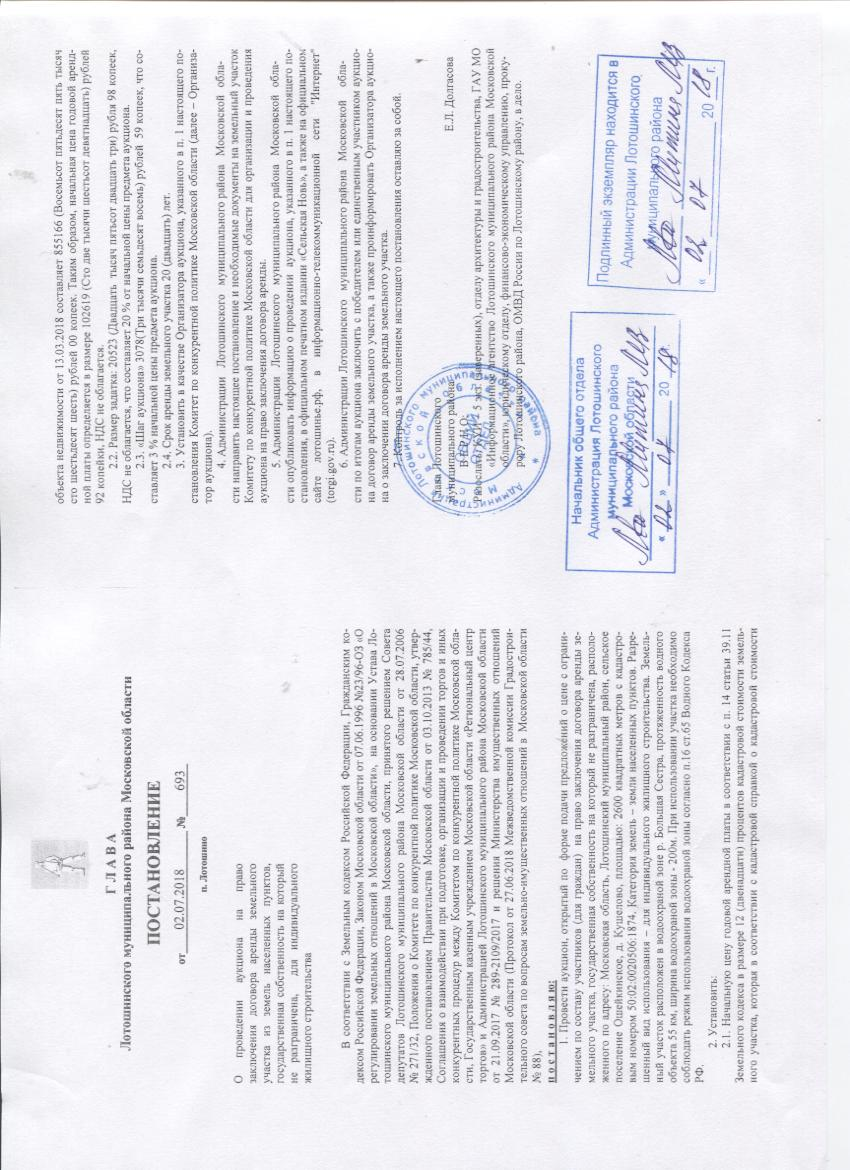 Г Л А В А
Лотошинского муниципального района Московской области
ПОСТАНОВЛЕНИЕ
от 02.07.2018 № 693
п. Лотошино
О проведении аукциона на право
заключения договора аренды земельного
участка из земель населенных пунктов,
государственная собственность на который
не разграничена, для индивидуального
жилищного строительства
В соответствии с Земельным кодексом Российской Федерации, Гражданским ко-
дексом Российской Федерации, Законом Московской области от 07.06.1996 №23/96-ОЗ «О
регулировании земельных отношений в Московской области», на основании Устава Ло-
тошинского муниципального района Московской области, принятого решением Совета
депутатов Лотошинского муниципального района Московской области от 28.07.2006
№ 271/32, Положения о Комитете по конкурентной политике Московской области, утвер-
жденного постановлением Правительства Московской области от 03.10.2013 № 785/44,
Соглашения о взаимодействии при подготовке, организации и проведении торгов и иных
конкурентных процедур между Комитетом по конкурентной политике Московской обла-
сти, Государственным казенным учреждением Московской области «Региональный центр
торгов» и Администрацией Лотошинского муниципального района Московской области
от 21.09.2017 № 289-2109/2017 и решения Министерства имущественных отношений
Московской области (Протокол от 27.06.2018 Межведомственной комиссии Градострои-
тельного совета по вопросам земельно-имущественных отношений в Московской области
№ 88),
п о с т а н о в л я ю:
1. Провести аукцион, открытый по форме подачи предложений о цене с ограни-
чением по составу участников (для граждан) на право заключения договора аренды зе-
мельного участка, государственная собственность на который не разграничена, располо-
женного по адресу: Московская область, Лотошинский муниципальный район, сельское
поселение Ошейкинское, д. Кушелово, площадью: 2600 квадратных метров с кадастро-
вым номером 50:02:0020506:1874. Категория земель – земли населенных пунктов. Разре-
шенный вид использования – для индивидуального жилищного строительства. Земель-
ный участок расположен в водоохраной зоне р. Большая Сестра, протяженность водного
объекта 55 км, ширина водоохраной зоны - 200м. При использовании участка необходимо
соблюдать режим использования водоохраной зоны согласно п.16 ст.65 Водного Кодекса
РФ.
2. Установить:
2.1. Начальную цену годовой арендной платы в соответствии с п. 14 статьи 39.11
Земельного кодекса в размере 12 (двенадцати) процентов кадастровой стоимости земель-
ного участка, которая в соответствии с кадастровой справкой о кадастровой стоимости
объекта недвижимости от 13.03.2018 составляет 855166 (Восемьсот пятьдесят пять тысяч
сто шестьдесят шесть) рублей 00 копеек. Таким образом, начальная цена годовой аренд-
ной платы определяется в размере 102619 (Сто две тысячи шестьсот девятнадцать) рублей
92 копейки, НДС не облагается.
2.2. Размер задатка: 20523 (Двадцать тысяч пятьсот двадцать три) рубля 98 копеек,
НДС не облагается, что составляет 20 % от начальной цены предмета аукциона.
2.3. «Шаг аукциона» 3078(Три тысячи семьдесят восемь) рублей 59 копеек, что со-
ставляет 3 % начальной цены предмета аукциона.
2.4. Срок аренды земельного участка 20 (двадцать) лет.
3. Установить в качестве Организатора аукциона, указанного в п. 1 настоящего по-
становления Комитет по конкурентной политике Московской области (далее – Организа-
тор аукциона).
4. Администрации Лотошинского муниципального района Московской обла-
сти направить настоящее постановление и необходимые документы на земельный участок
Комитету по конкурентной политике Московской области для организации и проведения
аукциона на право заключения договора аренды.
5. Администрации Лотошинского муниципального района Московской обла-
сти опубликовать информацию о проведении аукциона, указанного в п. 1 настоящего по-
становления, в официальном печатном издании «Сельская Новь», а также на официальном
сайте лотошинье.рф, в информационно-телекоммуникационной сети "Интернет"
(torgi.gov.ru).
6. Администрации Лотошинского муниципального района Московской обла-
сти по итогам аукциона заключить с победителем или единственным участником аукцио-
на договор аренды земельного участка, а также проинформировать Организатора аукцио-
на о заключении договора аренды земельного участка.
7. Контроль за исполнением настоящего постановления оставляю за собой.
Глава Лотошинского
муниципального района Е.Л. Долгасова
В Е Р Н О:
Разослать: 5 экз. (заверенных), отделу архитектуры и градостроительства, ГАУ МО
«Информационное агентство Лотошинского муниципального района Московской
области», юридическому отделу, финансово-экономическому управлению, проку-
рору Лотошинского района, ОМВД России по Лотошинскому району, в дело.
Начальник общего отдела
Администрация Лотошинского
муниципального района
Московской области
« 02 » 07 20 18
Подлинный экземпляр находится в
Администрации Лотошинского
муниципального района
« 02 07 20 18 г.